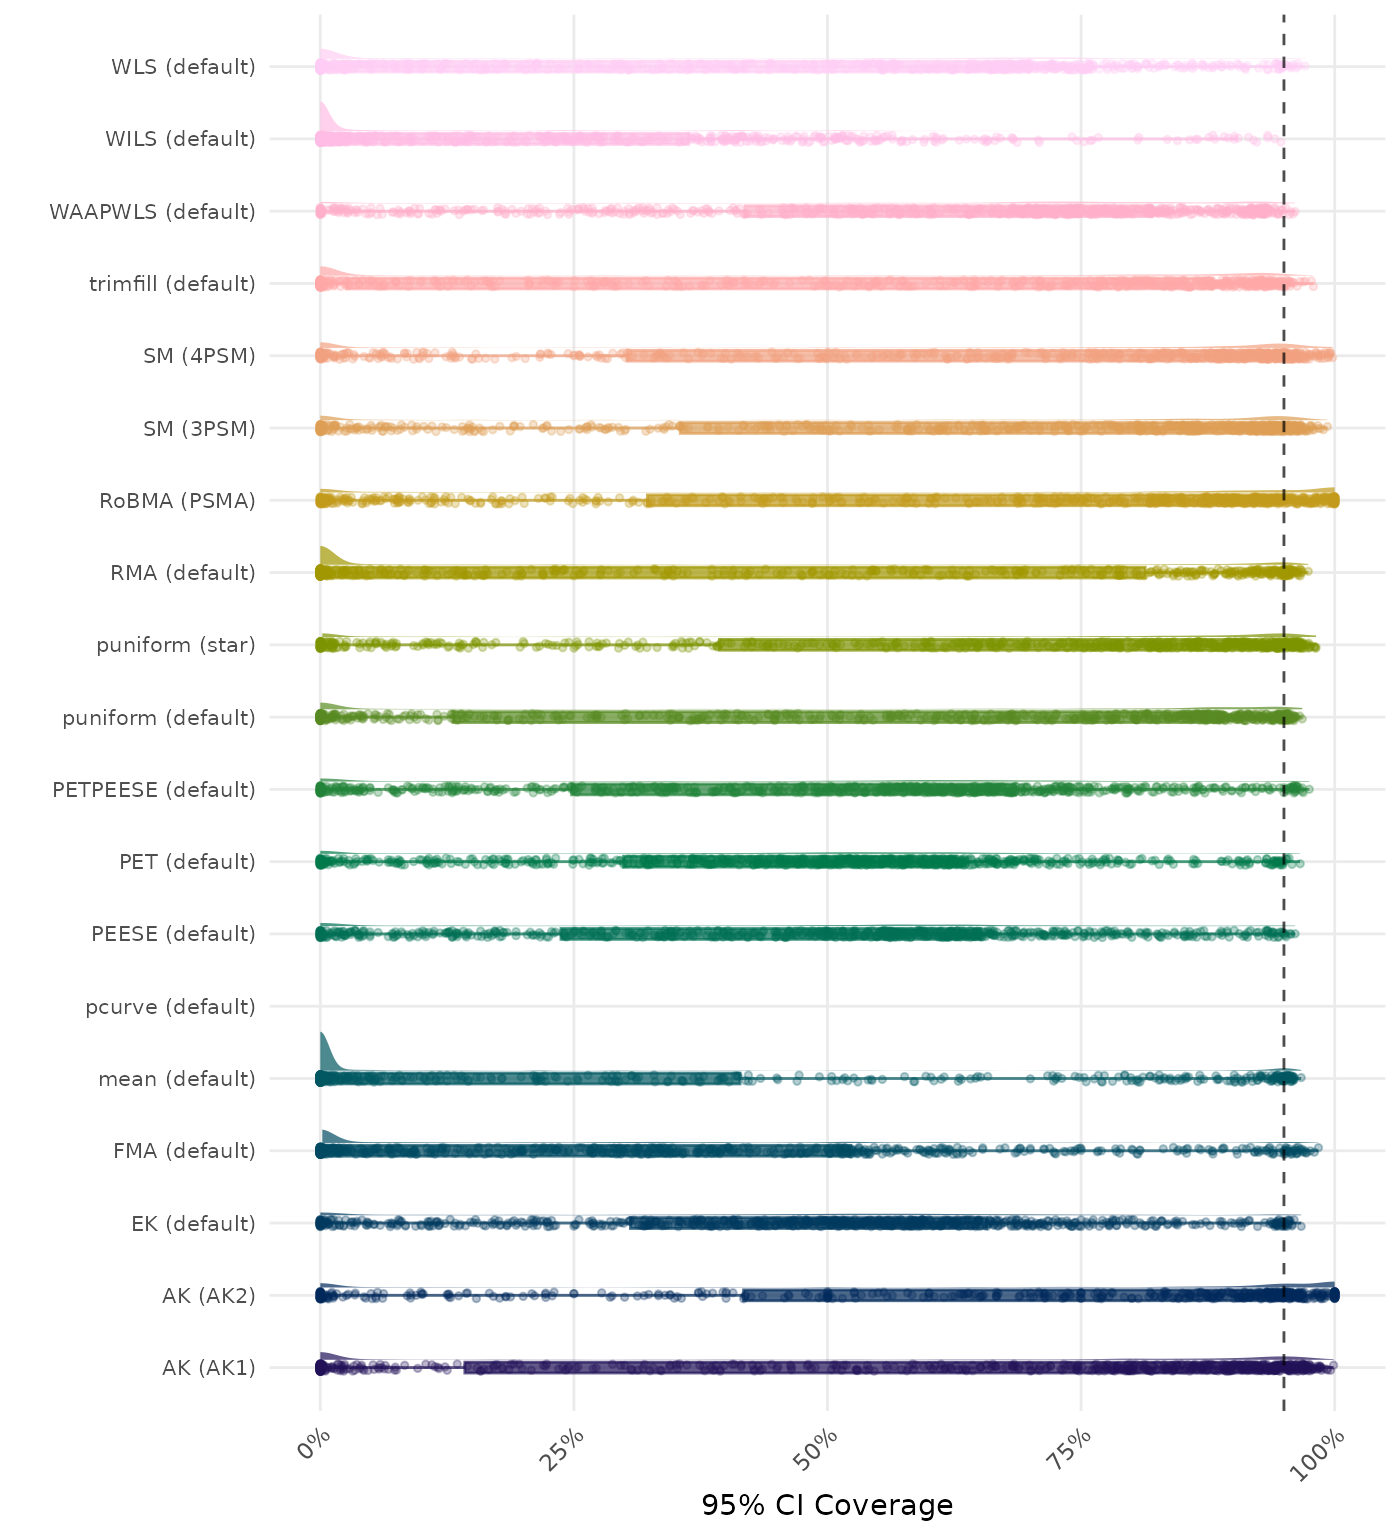 WLS (default)
WILS (default)
WAAPWLS (default)
trimfill (default)
SM (4PSM)
SM (3PSM)
RoBMA (PSMA)
RMA (default)
puniform (star)
puniform (default)
PETPEESE (default)
PET (default)
PEESE (default)
pcurve (default)
mean (default)
FMA (default)
EK (default)
AK (AK2)
AK (AK1)
0% 25% 50% 75% 100%
95% CI Coverage